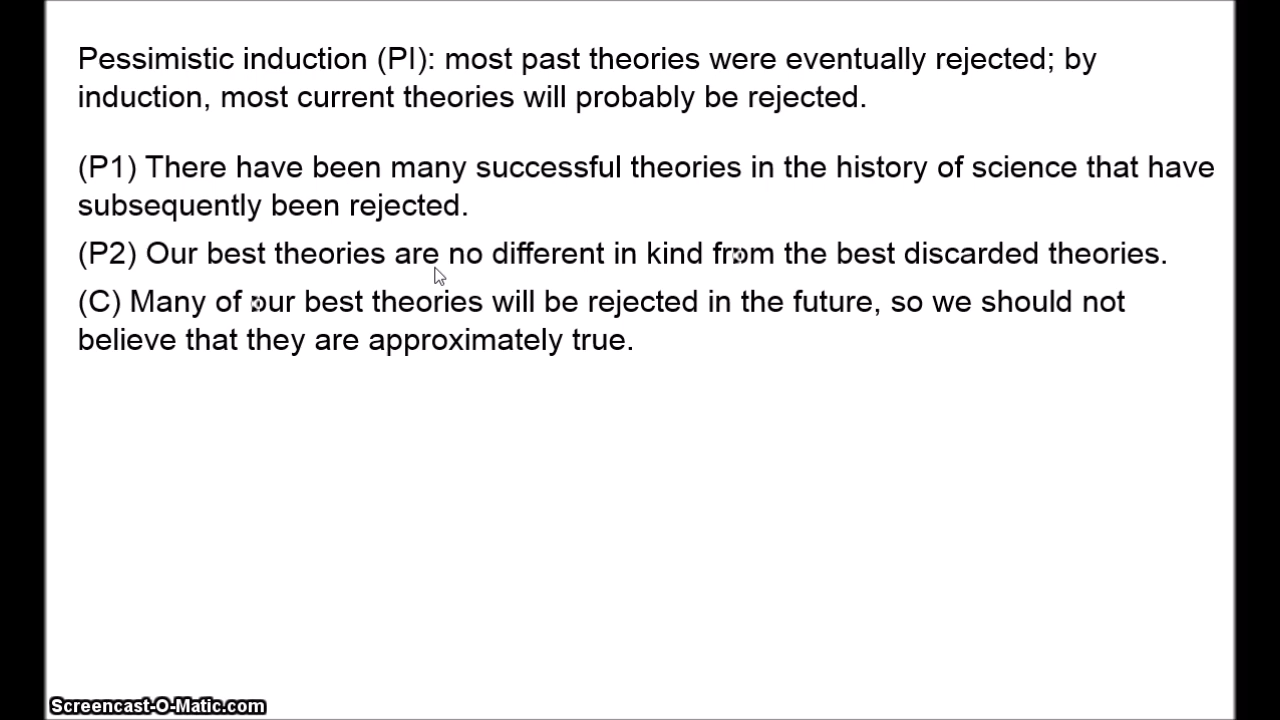 Pessimistic induction (PI): most past theories were eventually rejected; by
induction, most current theories will probably be rejected.
(P1) There have been many successful theories in the history of science that have
subsequently been rejected.
(P2) Our best theories are no different in kind from the best discarded theories.
(C) Many of our best theories will be rejected in the future, so we should not
believe that they are approximately true.
Screencast-O-Matic.com